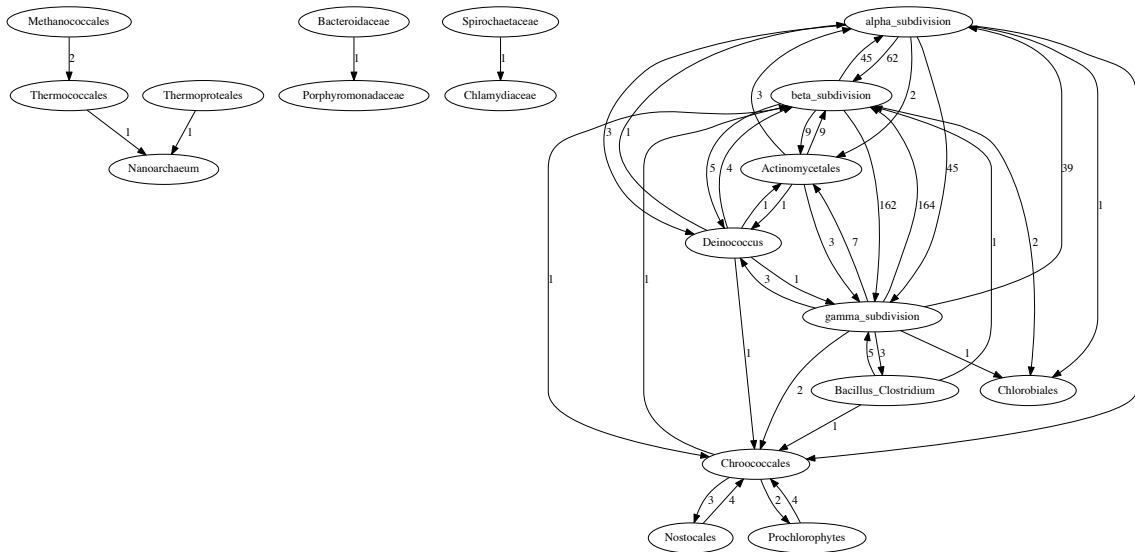 Methanococcales
Bacteroidaceae
Spirochaetaceae
alpha_subdivision
2
1
1
45
62
Thermococcales
Thermoproteales
Porphyromonadaceae
Chlamydiaceae
beta_subdivision
3
2
1
1
3
1
9
9
45
39
Nanoarchaeum
5
4
Actinomycetales
1
1
162
164
1
Deinococcus
3
7
1
2
1
3
1
1
gamma_subdivision
1
1
5
3
1
2
Bacillus_Clostridium
Chlorobiales
1
Chroococcales
3
4
2
4
Nostocales
Prochlorophytes